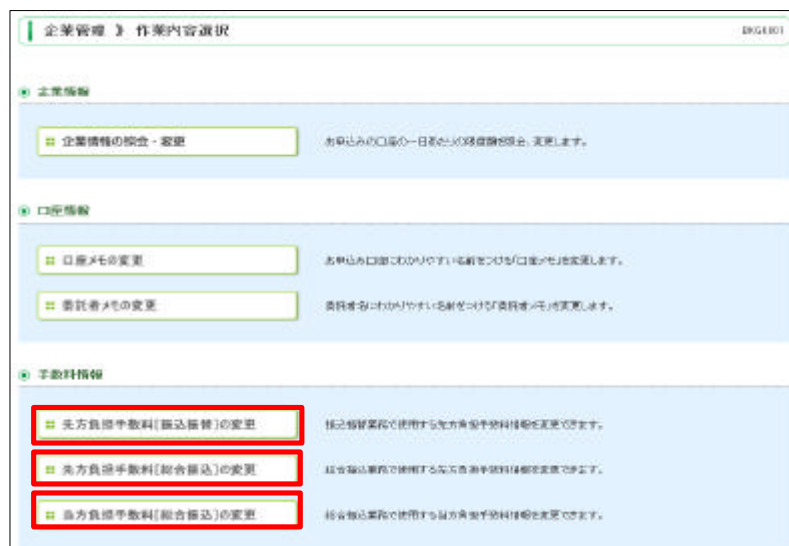 企業管理 》 作業内容選択
BKGK001
企業情報
企業情報の照会・変更
お申込みの口座の一日あたりの限度額を照会、変更します。
口座情報
口座メモの変更
お申込み口座にわかりやすい名前をつける「口座メモ」を変更します。
委託者メモの変更
委託者名にわかりやすい名前をつける「委託者メモ」を変更します。
手数料情報
先方負担手数料[振込振替]の変更
振込振替業務で使用する先方負担手数料情報を変更できます。
先方負担手数料[総合振込]の変更
総合振込業務で使用する先方負担手数料情報を変更できます。
当方負担手数料[総合振込]の変更
総合振込業務で使用する当方負担手数料情報を変更できます。